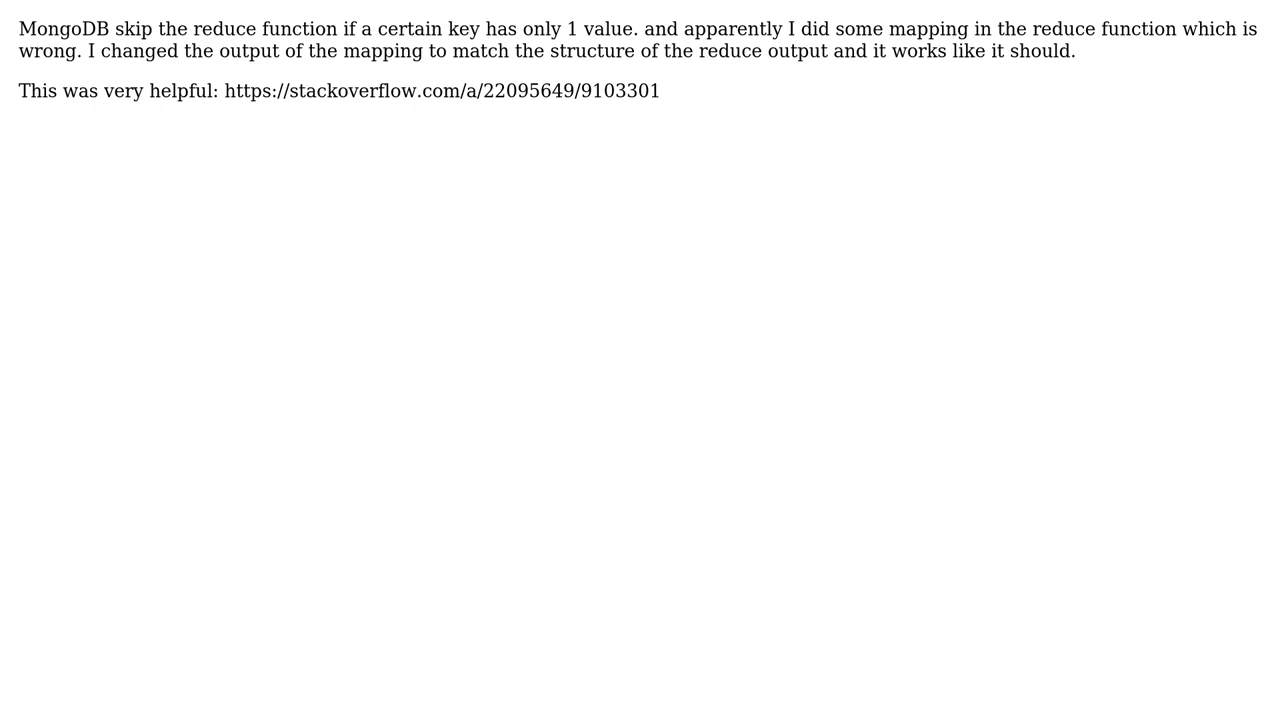 MongoDB skip the reduce function if a certain key has only 1 value. and apparently I did some mapping in the reduce function which is
wrong. I changed the output of the mapping to match the structure of the reduce output and it works like it should.
This was very helpful: https://stackoverflow.com/a/22095649/9103301